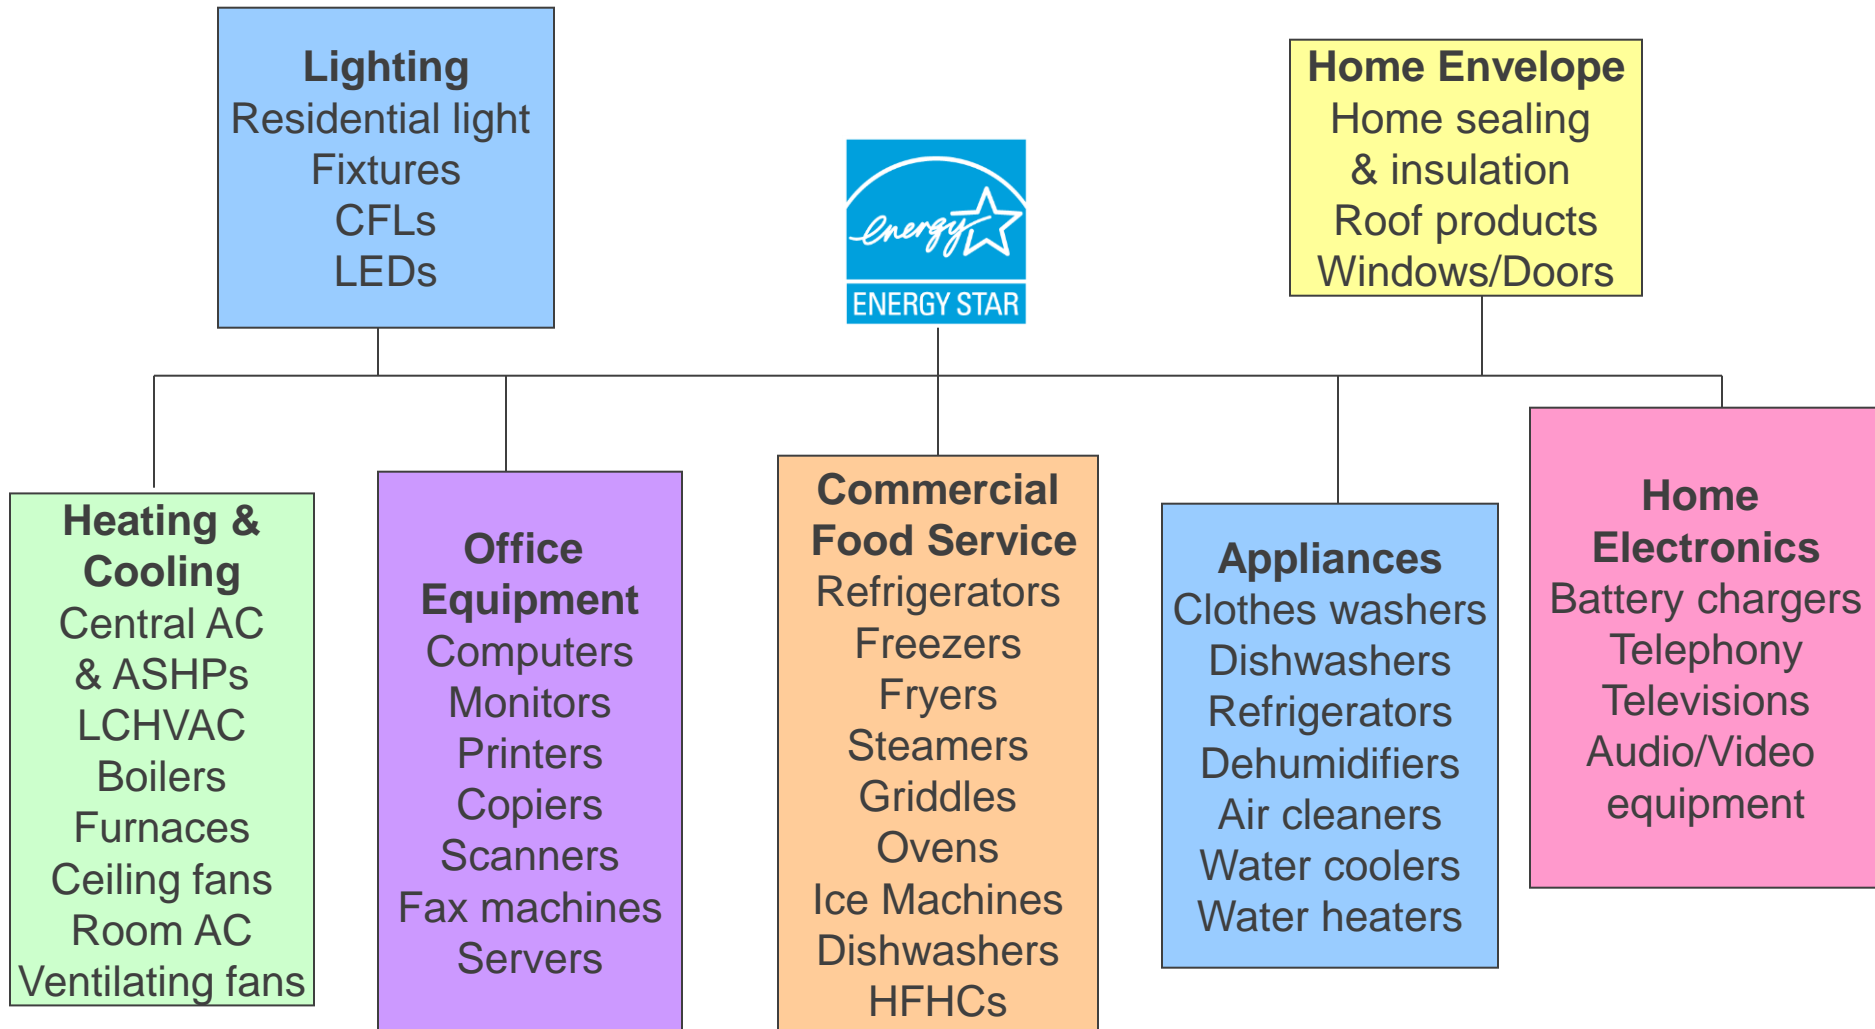 Lighting
Residential light
Fixtures
CFLs
LEDs
energy
ENERGY STAR
Home Envelope
Home sealing
& insulation
Roof products
Windows/Doors
Heating &
Cooling
Central AC
& ASHPs
LCHVAC
Boilers
Furnaces
Ceiling fans
Room AC
Ventilating fans
Office
Equipment
Computers
Monitors
Printers
Copiers
Scanners
Fax machines
Servers
Commercial
Food Service
Refrigerators
Freezers
Fryers
Steamers
Griddles
Ovens
Ice Machines
Dishwashers
HFHCs
Appliances
Clothes washers
Dishwashers
Refrigerators
Dehumidifiers
Air cleaners
Water coolers
Water heaters
Home
Electronics
Battery chargers
Telephony
Televisions
Audio/Video
equipment